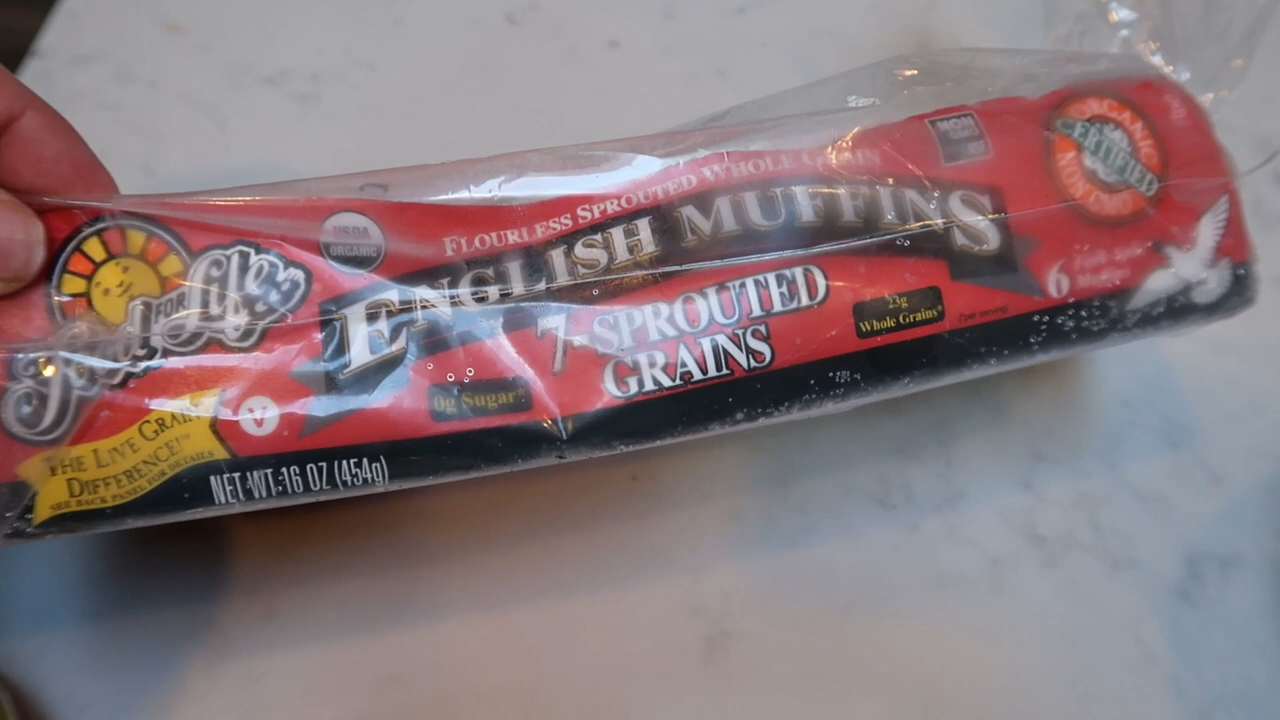 FOOD FOR Life
THE LIVE GRAIN
DIFFERENCE!™
SEE BACK PANEL FOR DETAILS
V
USDA
ORGANIC
FLOURLESS SPROUTED WHOLE GRAIN
ENGLISH MUFFINS
7-SPROUTED
GRAINS
0g Sugar*
23g
Whole Grains*
(*per serving)
NET WT.16 OZ (454g)
NON
GMO
ORGANIC
CERTIFIED
NON GMO
6
Muffins